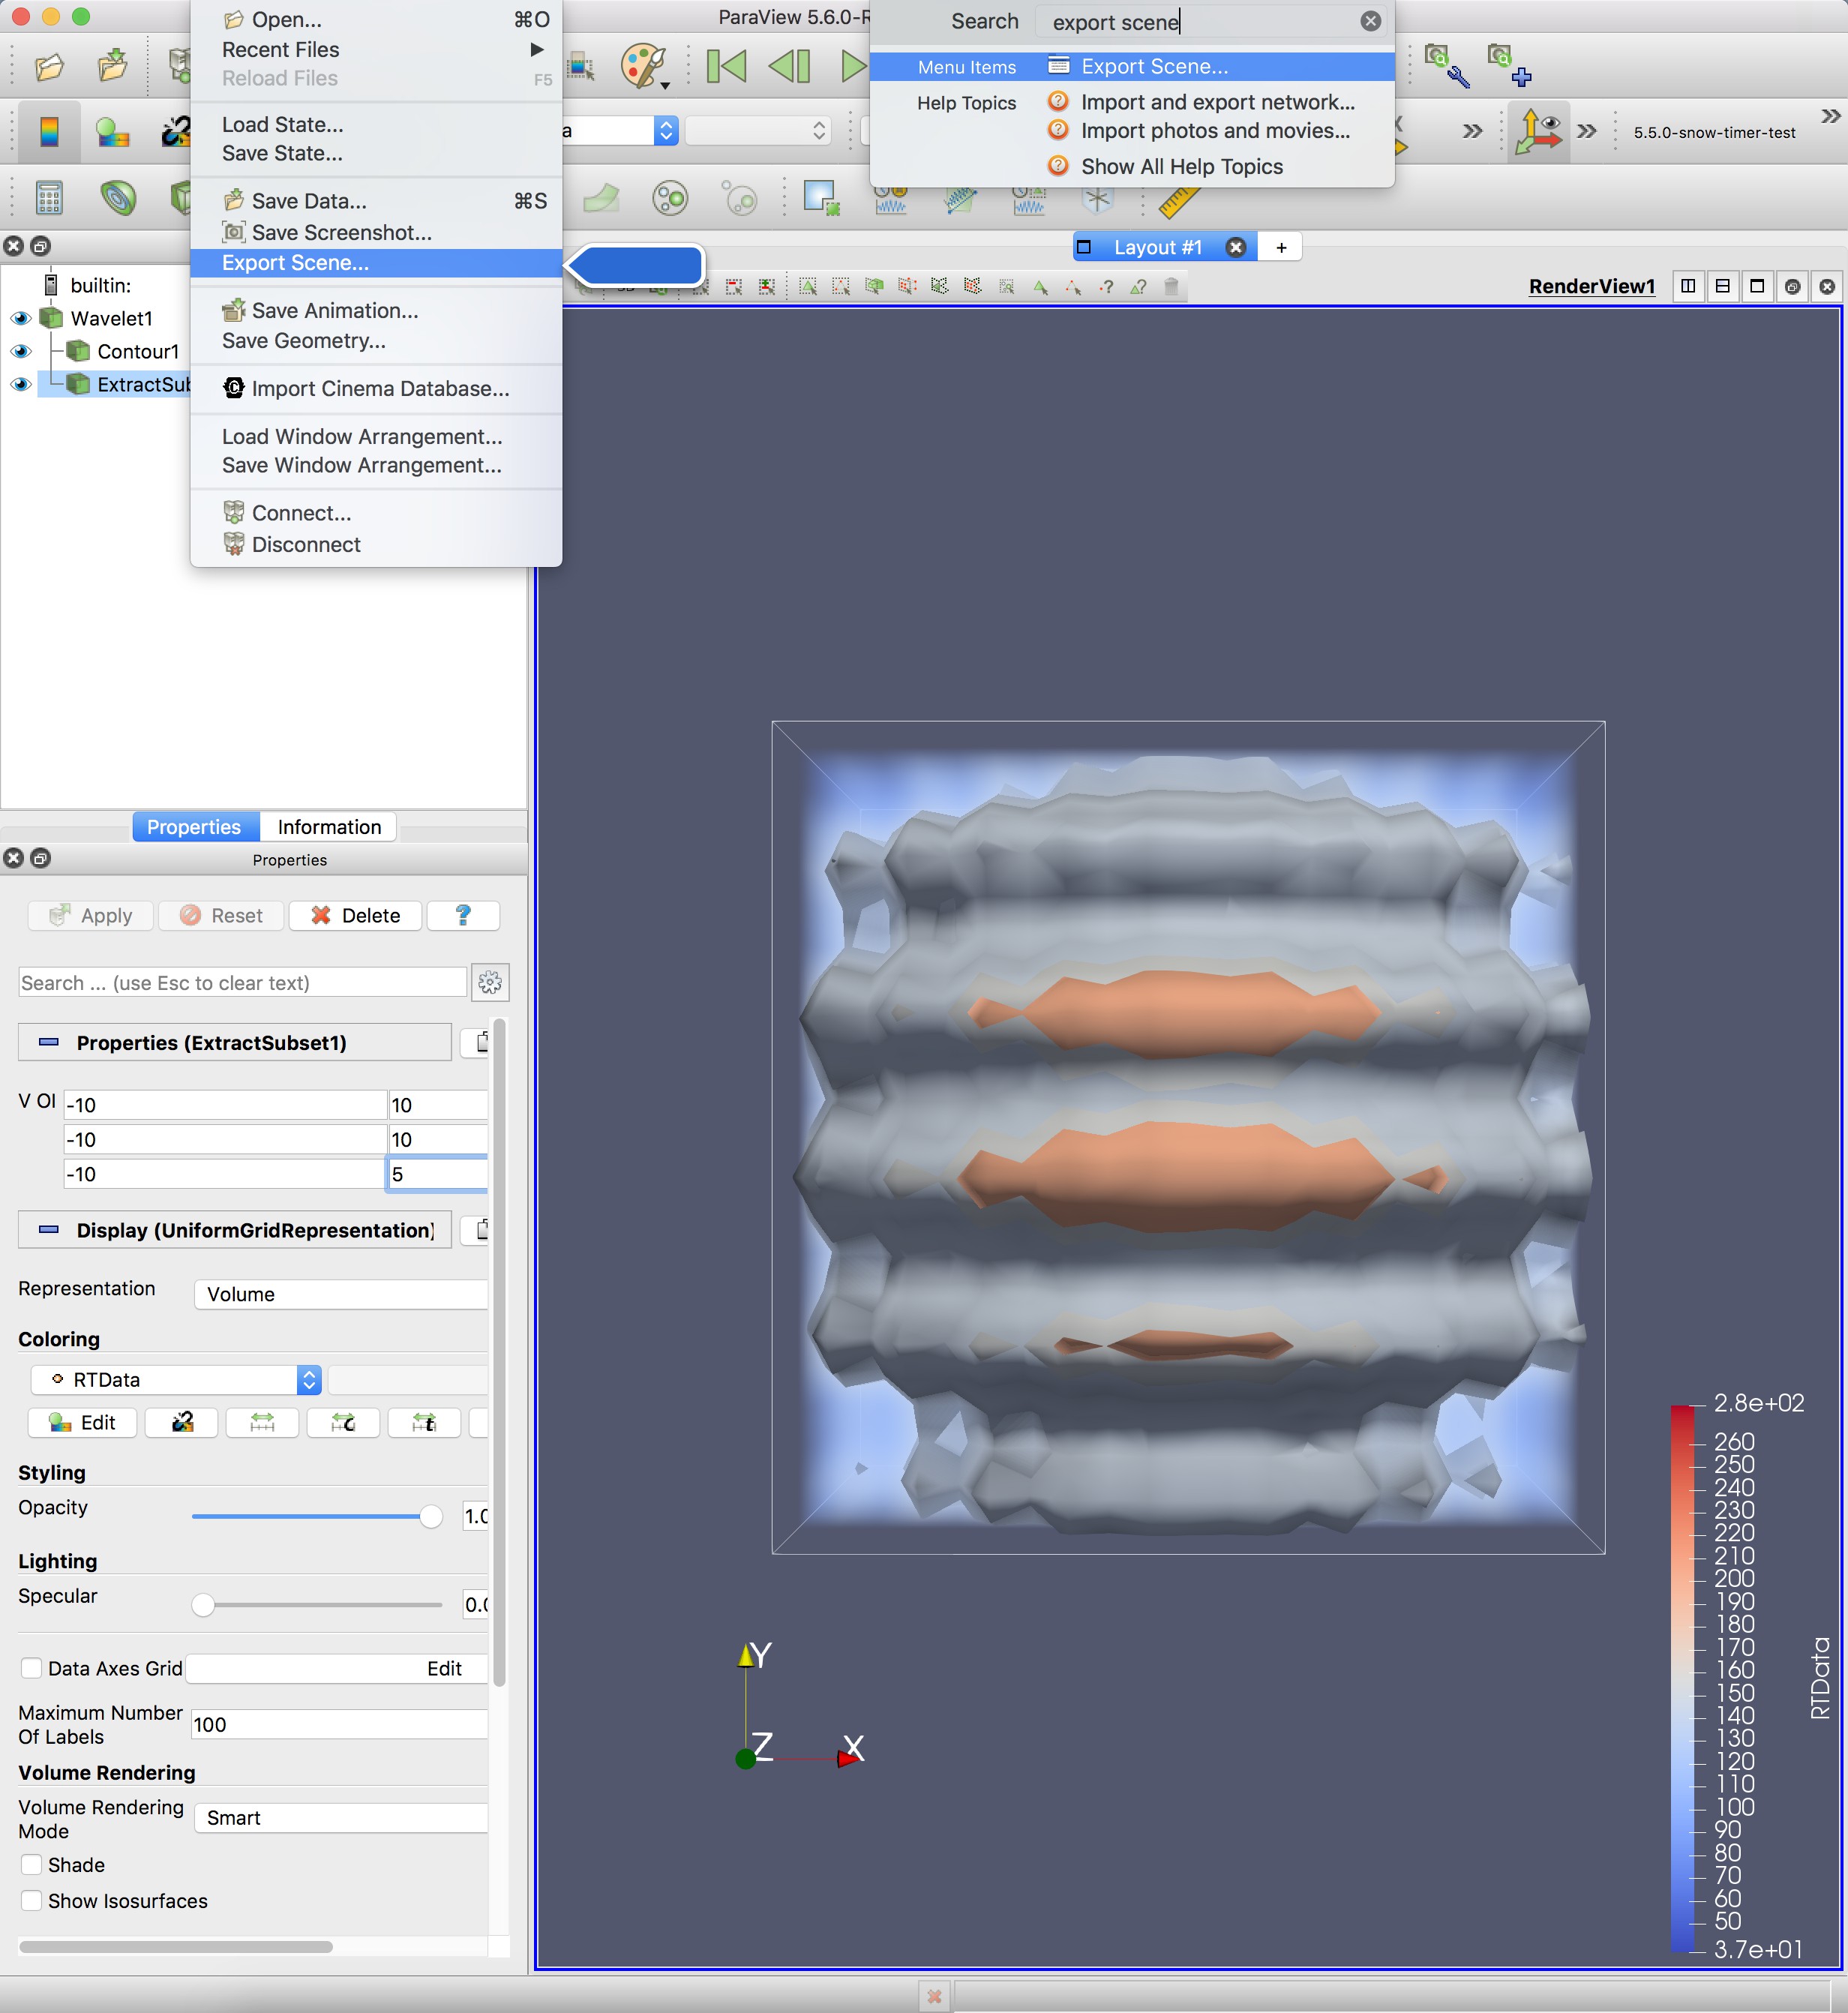 ParaView 5.6.0-R
Search export scene
Menu Items Export Scene...
Help Topics Import and export network...
Import photos and movies...
Show All Help Topics
Open... ⌘O
Recent Files ▶
Reload Files F5
Load State...
Save State...
Save Data... ⌘S
Save Screenshot...
Export Scene...
Save Animation...
Save Geometry...
Import Cinema Database...
Load Window Arrangement...
Save Window Arrangement...
Connect...
Disconnect
a
5.5.0-snow-timer-test
Layout #1 +
RenderView1
builtin:
Wavelet1
Contour1
ExtractSub
Properties Information
Properties
Apply Reset Delete ?
Search ... (use Esc to clear text)
Properties (ExtractSubset1)
V OI -10 10
-10 10
-10 5
Display (UniformGridRepresentation)
Representation Volume
Coloring
RTData
Edit
Styling
Opacity 1.0
Lighting
Specular 0.0
Data Axes Grid Edit
Maximum Number
Of Labels 100
Volume Rendering
Volume Rendering
Mode Smart
Shade
Show Isosurfaces
Y
Z X
2.8e+02
260
250
240
230
220
210
200
190
180
170
160
150
140
130
120
110
100
90
80
70
60
50
3.7e+01
RTData